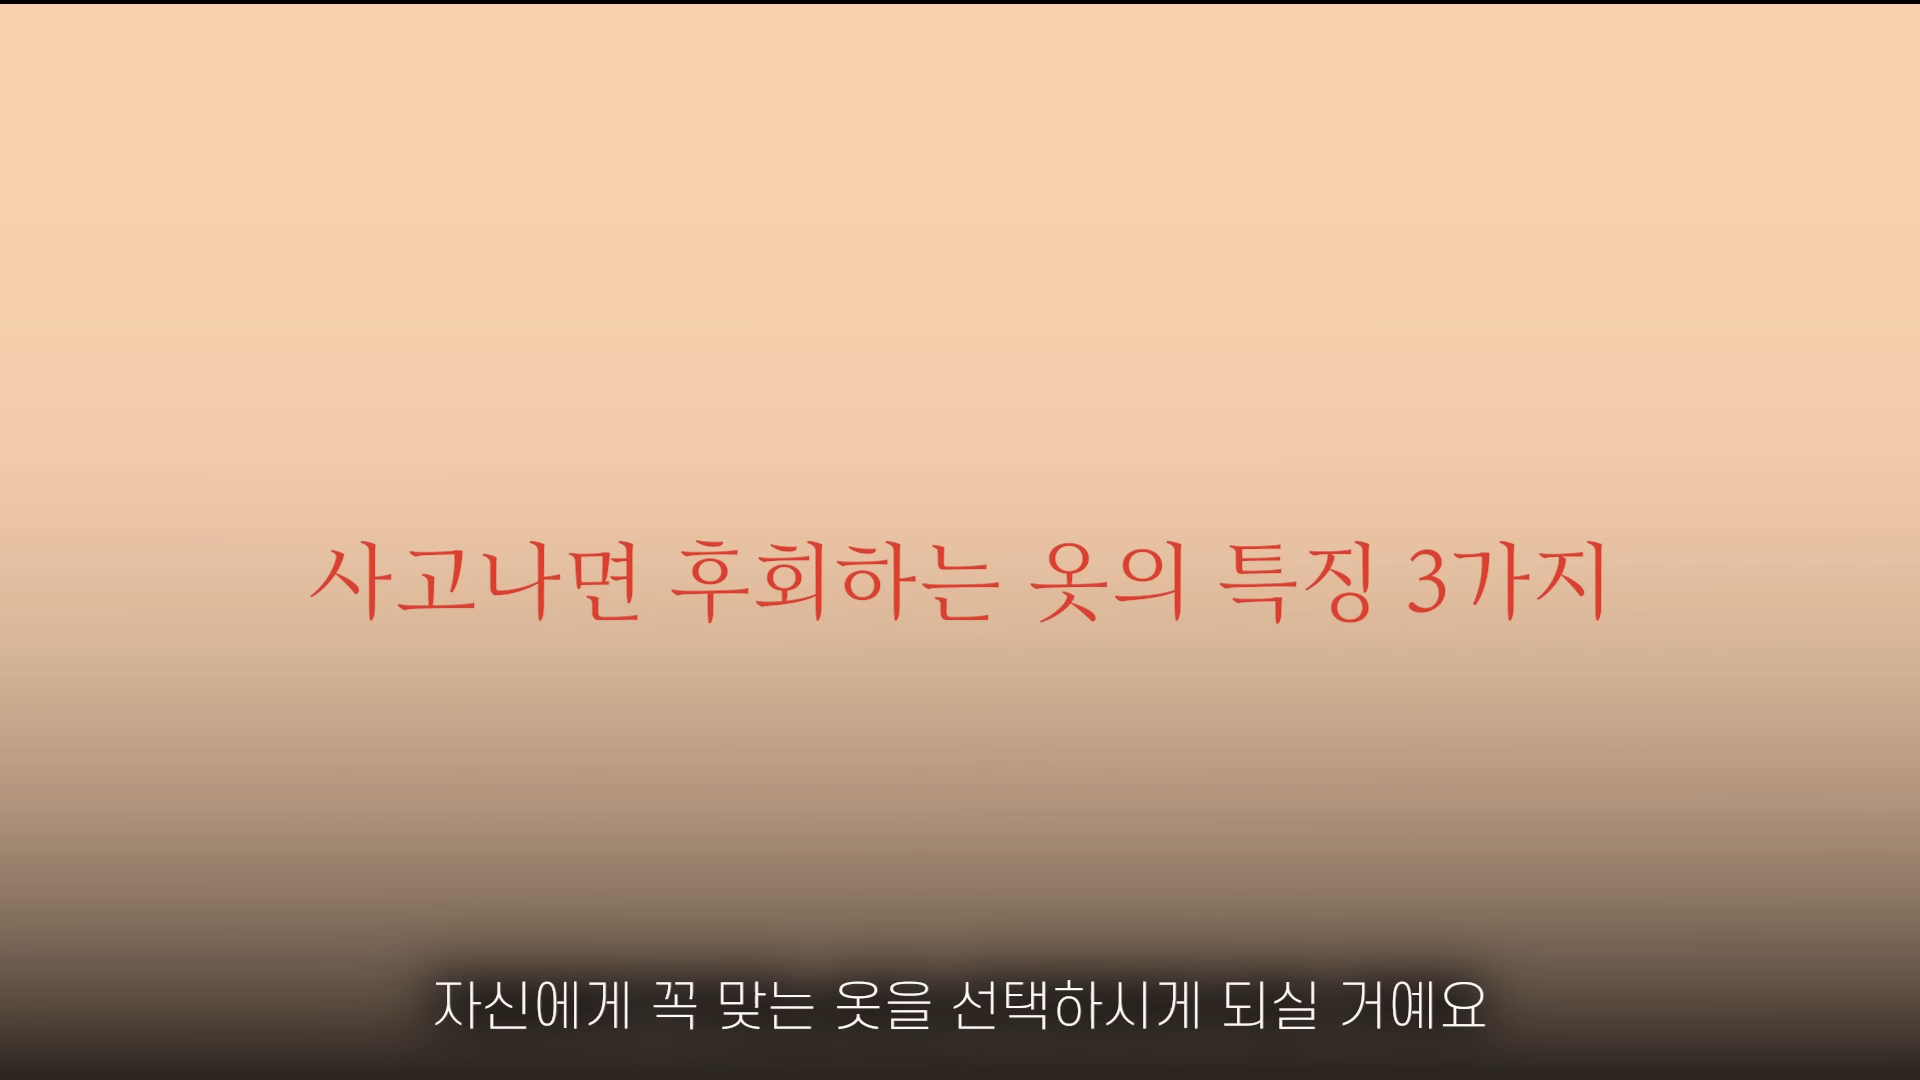 사고나면 후회하는 옷의 특징 3가지
자신에게 꼭 맞는 옷을 선택하시게 되실 거예요